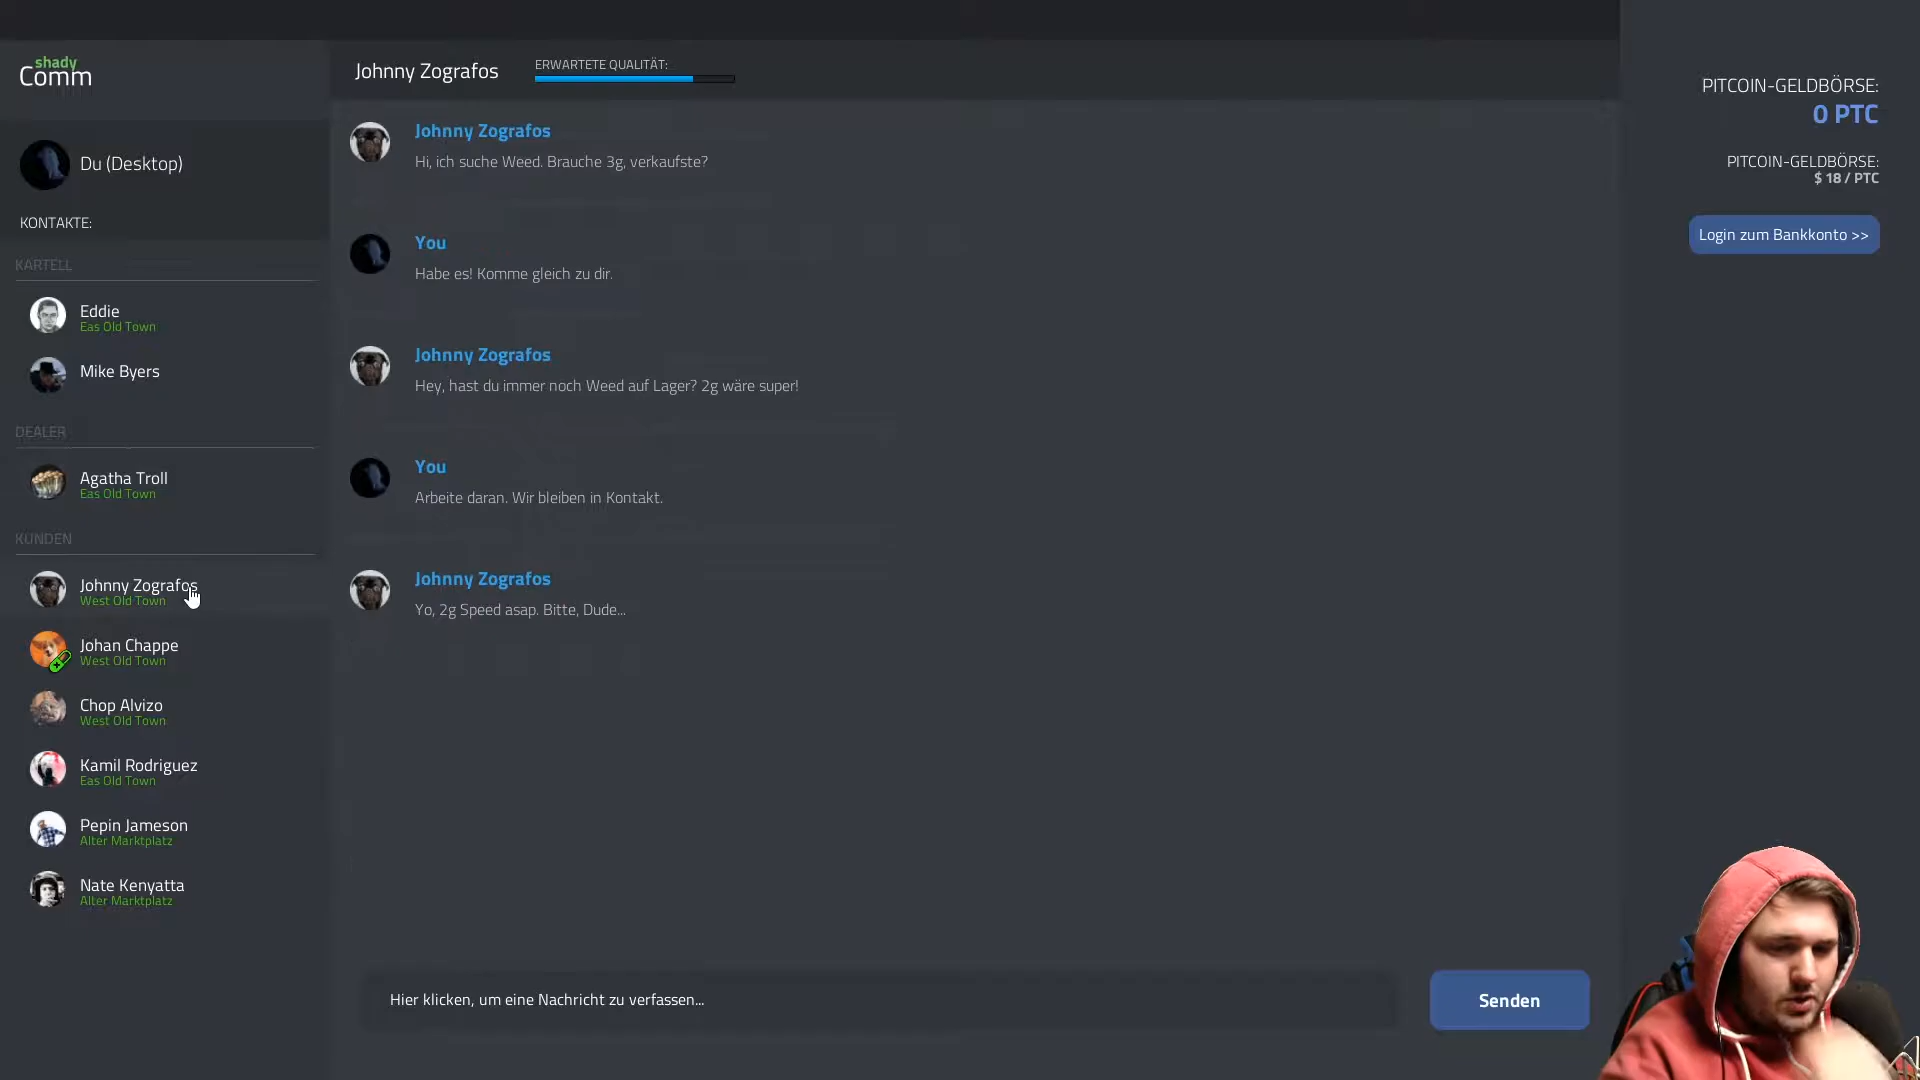 shady
Comm
Du (Desktop)
KONTAKTE:
KARTELL
Eddie
Eas Old Town
Mike Byers
DEALER
Agatha Troll
Eas Old Town
KUNDEN
Johnny Zografos
West Old Town
Johan Chappe
West Old Town
Chop Alvizo
West Old Town
Kamil Rodriguez
Eas Old Town
Pepin Jameson
Alter Marktplatz
Nate Kenyatta
Alter Marktplatz
Johnny Zografos
ERWARTETE QUALITÄT:
Johnny Zografos
Hi, ich suche Weed. Brauche 3g, verkaufste?
You
Habe es! Komme gleich zu dir.
Johnny Zografos
Hey, hast du immer noch Weed auf Lager? 2g wäre super!
You
Arbeite daran. Wir bleiben in Kontakt.
Johnny Zografos
Yo, 2g Speed asap. Bitte, Dude...
Hier klicken, um eine Nachricht zu verfassen...
Senden
PITCOIN-GELDBÖRSE:
0 PTC
PITCOIN-GELDBÖRSE:
$ 18 / PTC
Login zum Bankkonto >>